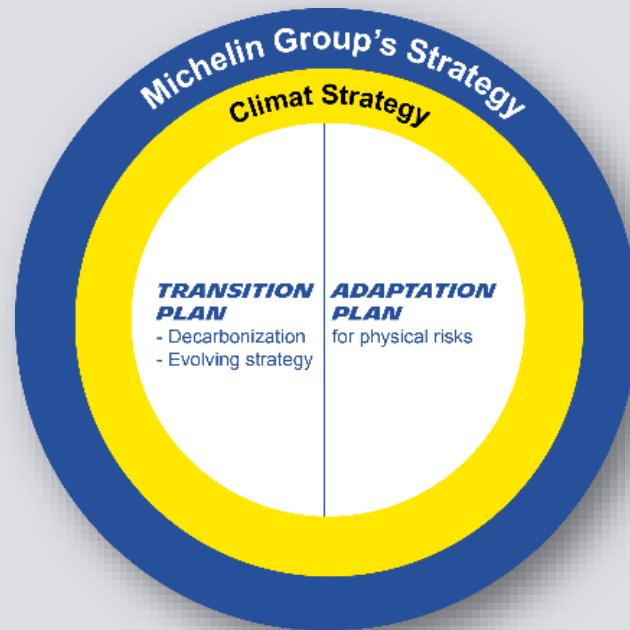 Michelin Group's Strategy
Climat Strategy
TRANSITION
PLAN
- Decarbonization
- Evolving strategy
ADAPTATION
PLAN
for physical risks